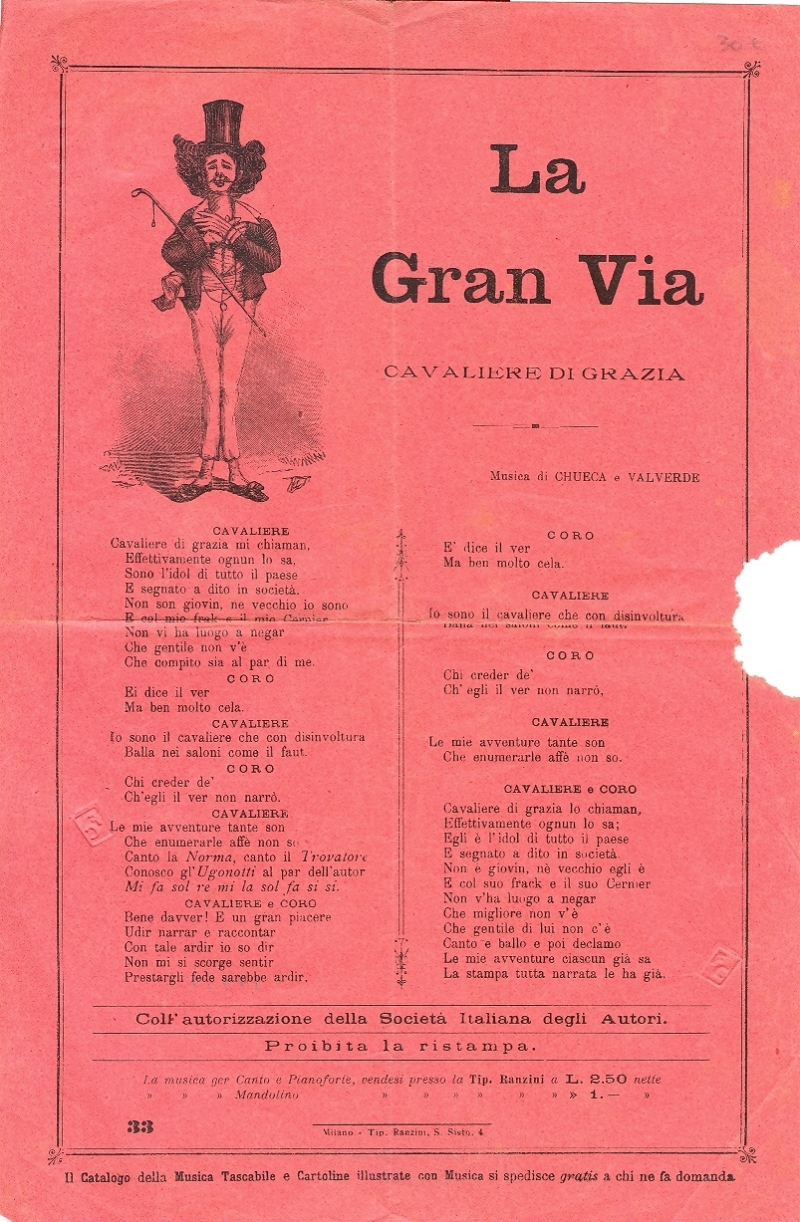 La
Gran Via
CAVALIERE DI GRAZIA
Musica di CHUECA e VALVERDE
CAVALIERE
Cavaliere di grazia mi chiaman,
Effettivamente ognun lo sa,
Sono l'idol di tutto il paese
E segnato a dito in società.
Non son giovin, ne vecchio io sono
E col mio frak e il mio Cernier
Non vi ha luogo a negar
Che gentile non v'è
Che compito sia al par di me.
CORO
Ei dice il ver
Ma ben molto cela.
CAVALIERE
Io sono il cavaliere che con disinvoltura
Balla nei saloni come il faut.
CORO
Chi creder de'
Ch'egli il ver non narrò.
CAVALIERE
Le mie avventure tante son
Che enumerarle affè non so
Canto la Norma, canto il Trovatore
Conosco gl'Ugonotti al par dell'autor
Mi fa sol re mi la sol fa si si.
CAVALIERE e CORO
Bene davver! E un gran piacere
Udir narrar e raccontar
Con tale ardir io so dir
Non mi si scorge sentir
Prestargli fede sarebbe ardir.
CORO
E' dice il ver
Ma ben molto cela.
CAVALIERE
Io sono il cavaliere che con disinvoltura
Balla nei saloni come il faut.
CORO
Chi creder de'
Ch'egli il ver non narrò,
CAVALIERE
Le mie avventure tante son
Che enumerarle affè non so.
CAVALIERE e CORO
Cavaliere di grazia lo chiaman,
Effettivamente ognun lo sa;
Egli è l'idol di tutto il paese
E segnato a dito in società.
Non è giovin, nè vecchio egli è
E col suo frack e il suo Cernier
Non v'ha luogo a negar
Che migliore non v'è
Che gentile di lui non c'è
Canto e ballo e poi declamo
Le mie avventure ciascun già sa
La stampa tutta narrata le ha già.
Coll'autorizzazione della Società Italiana degli Autori.
Proibita la ristampa.
La musica per Canto e Pianoforte, vendesi presso la Tip. Ranzini a L. 2.50 nette
» » » Mandolino » » » » » » » 1.— »
33
Milano - Tip. Ranzini, S. Sisto, 4
Il Catalogo della Musica Tascabile e Cartoline illustrate con Musica si spedisce gratis a chi ne fa domanda